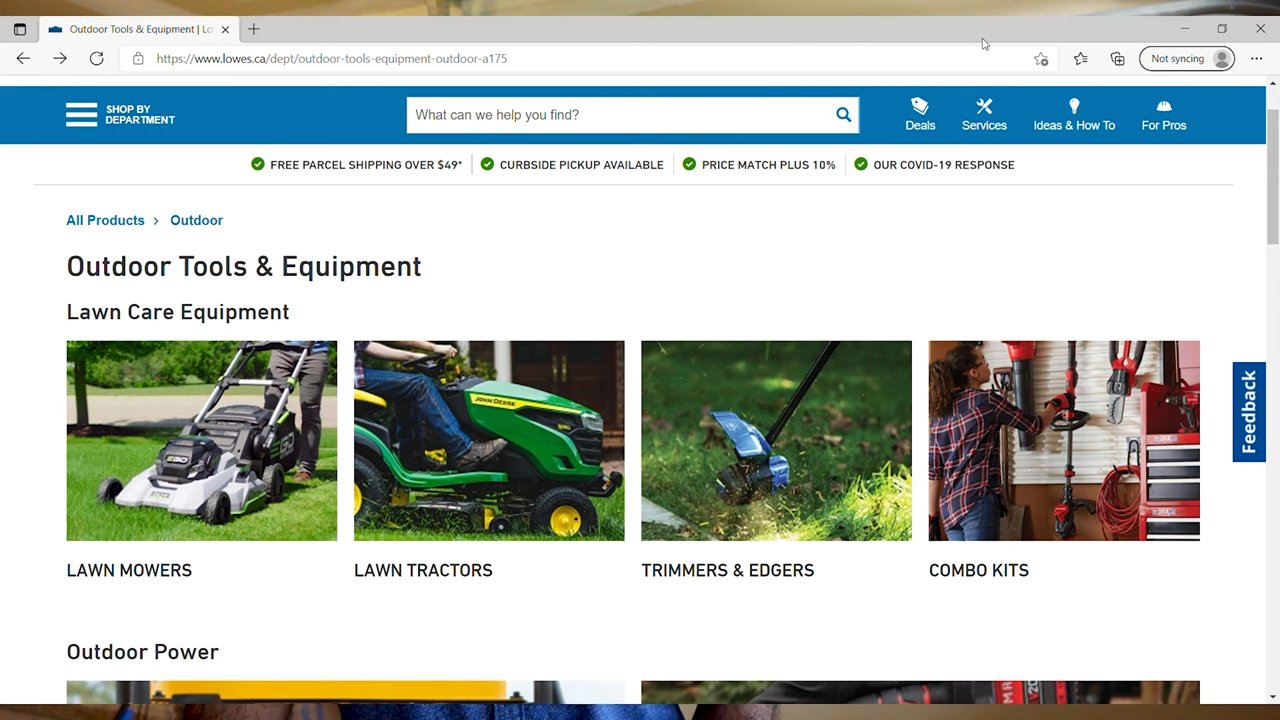 Outdoor Tools & Equipment | Lo
https://www.lowes.ca/dept/outdoor-tools-equipment-outdoor-a175
Not syncing
SHOP BY
DEPARTMENT
What can we help you find?
Deals
Services
Ideas & How To
For Pros
FREE PARCEL SHIPPING OVER $49*
CURBSIDE PICKUP AVAILABLE
PRICE MATCH PLUS 10%
OUR COVID-19 RESPONSE
All Products > Outdoor
Outdoor Tools & Equipment
Lawn Care Equipment
EGO
JOHN DEERE
Feedback
LAWN MOWERS
LAWN TRACTORS
TRIMMERS & EDGERS
COMBO KITS
Outdoor Power